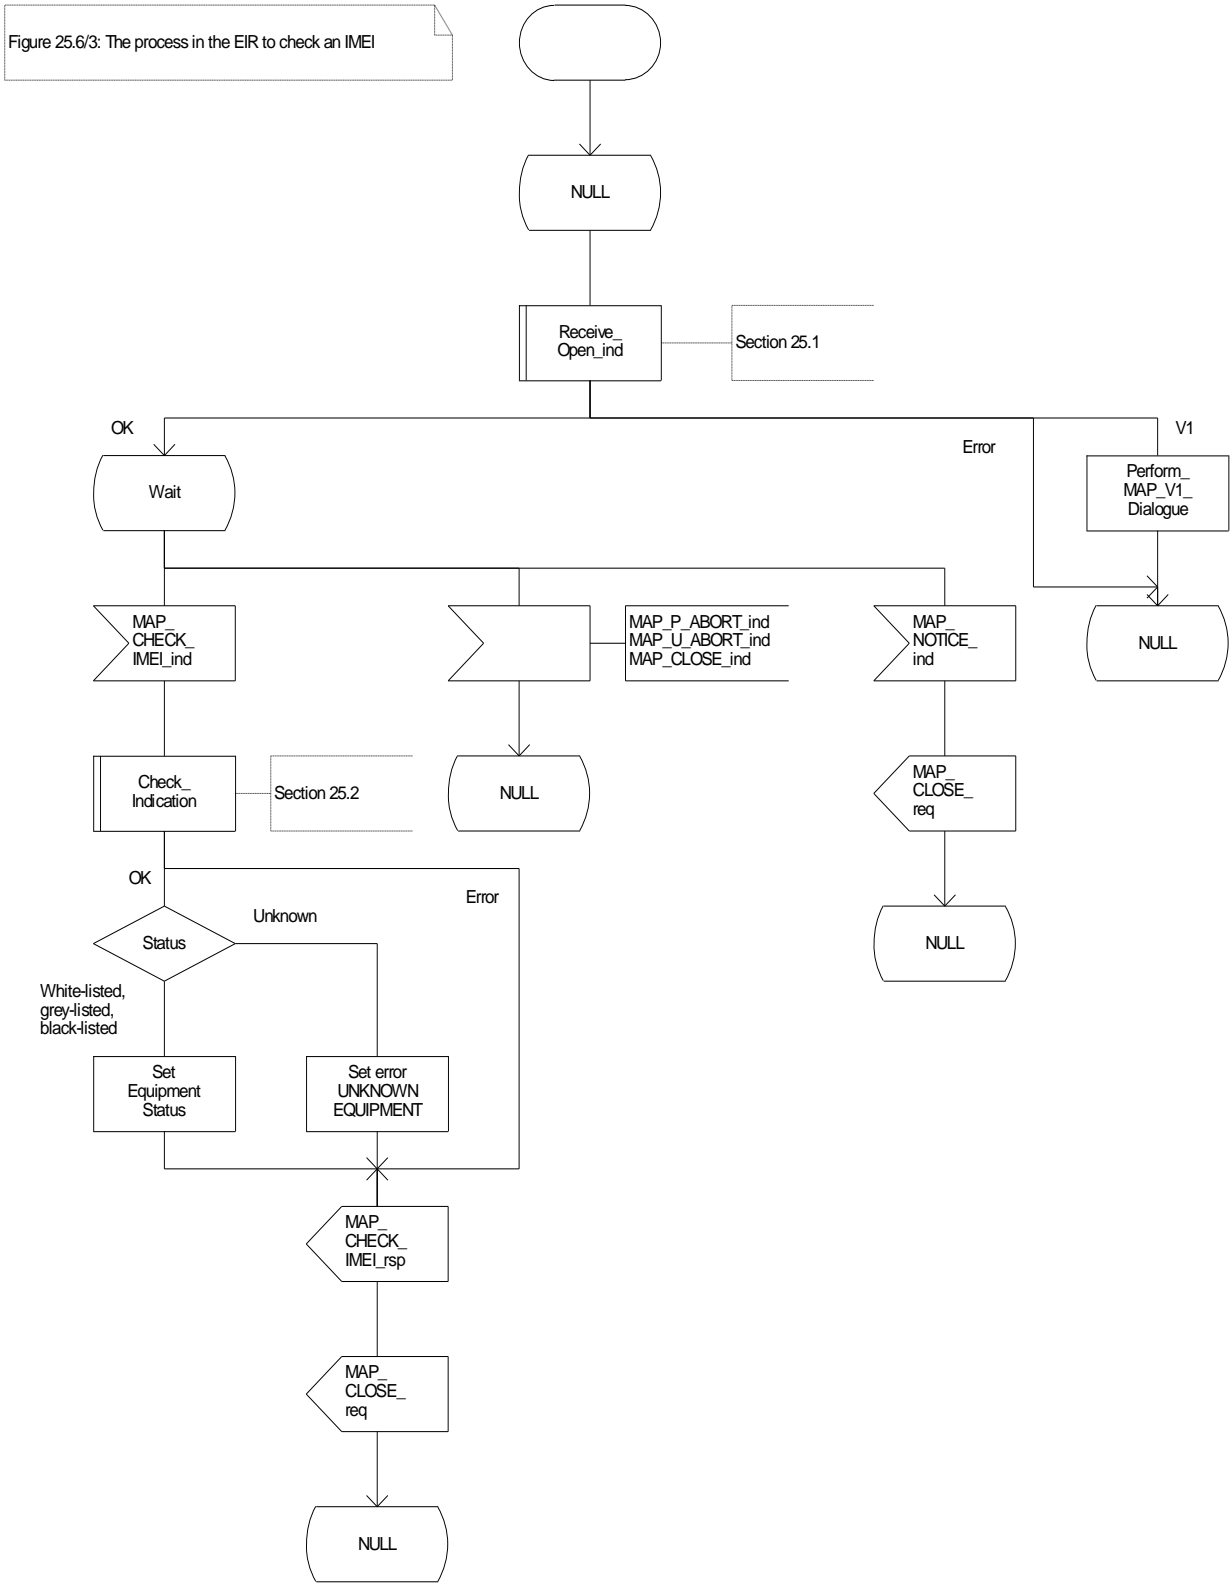 Figure 25.6/3: The process in the EIR to check an IMEI
NULL
Receive_
Open_ind
Section 25.1
OK
Error
V1
Wait
Perform_
MAP_V1_
Dialogue
MAP_
CHECK_
IMEI_ind
MAP_P_ABORT_ind
MAP_U_ABORT_ind
MAP_CLOSE_ind
MAP_
NOTICE_
ind
NULL
Check_
Indication
Section 25.2
NULL
MAP_
CLOSE_
req
OK
Error
Unknown
Status
NULL
White-listed,
grey-listed,
black-listed
Set
Equipment
Status
Set error
UNKNOWN
EQUIPMENT
MAP_
CHECK_
IMEI_rsp
MAP_
CLOSE_
req
NULL